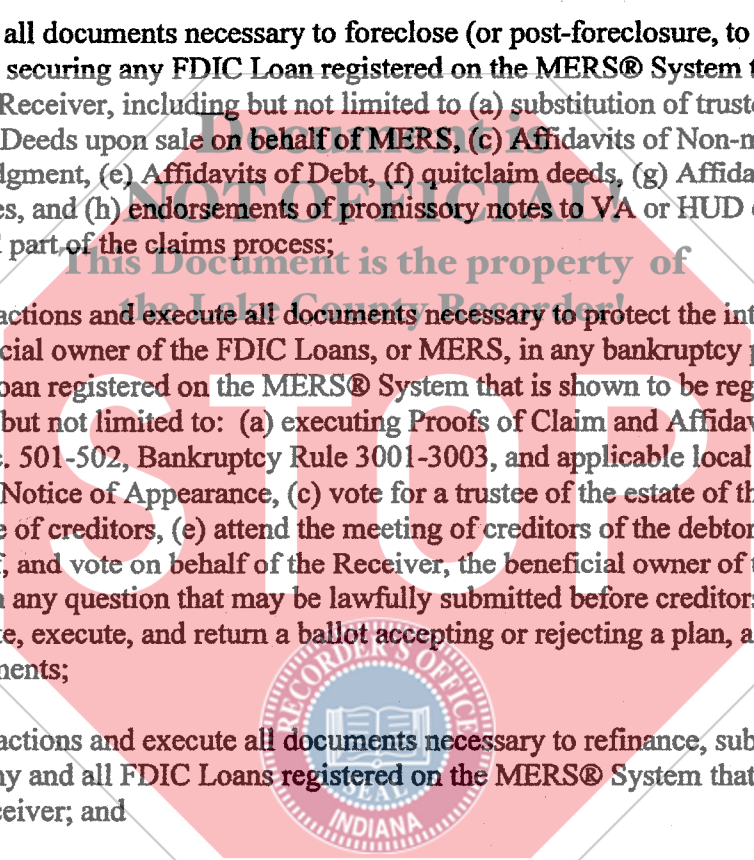 all documents necessary to foreclose (or post-foreclosure, to
securing any FDIC Loan registered on the MERS® System t
Receiver, including but not limited to (a) substitution of truste
Document is
Deeds upon sale on behalf of MERS, (c) Affidavits of Non-m
dgment, (e) Affidavits of Debt, (f) quitclaim deeds, (g) Affida
NOT OFFICIAL!
es, and (h) endorsements of promissory notes to VA or HUD
part of the claims process;
This Document is the property of
the Lake County Recorder!
actions and execute all documents necessary to protect the int
cial owner of the FDIC Loans, or MERS, in any bankruptcy p
oan registered on the MERS® System that is shown to be reg
but not limited to: (a) executing Proofs of Claim and Affidav
STOP
c. 501-502, Bankruptcy Rule 3001-3003, and applicable local
Notice of Appearance, (c) vote for a trustee of the estate of th
e of creditors, (e) attend the meeting of creditors of the debtor
f, and vote on behalf of the Receiver, the beneficial owner of t
n any question that may be lawfully submitted before creditor
te, execute, and return a ballot accepting or rejecting a plan, a
nents;
RECORDER'S OFFICE
actions and execute all documents necessary to refinance, sub
ny and all FDIC Loans registered on the MERS® System that
SEAL
ceiver; and
INDIANA